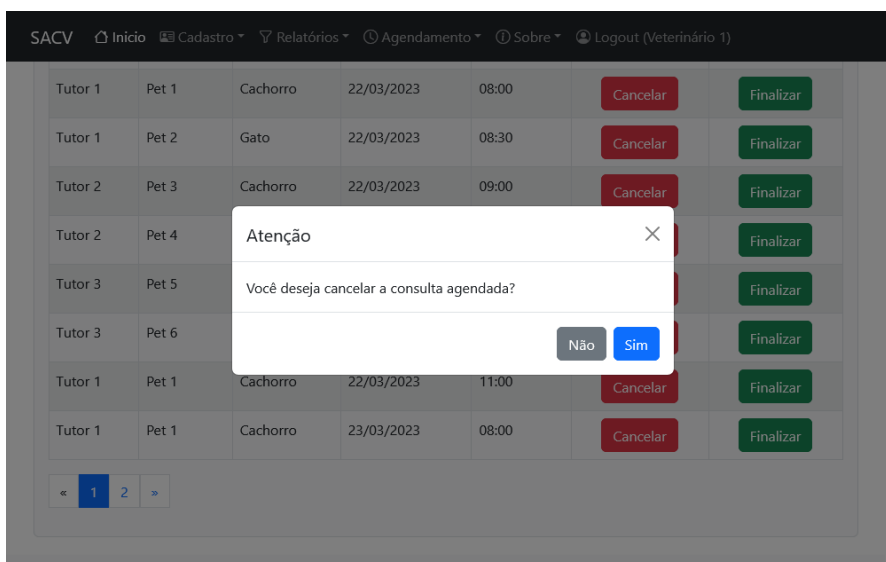 SACV Inicio Cadastro Relatórios Agendamento Sobre Logout (Veterinário 1)
Tutor 1 Pet 1 Cachorro 22/03/2023 08:00 Cancelar Finalizar
Tutor 1 Pet 2 Gato 22/03/2023 08:30 Cancelar Finalizar
Tutor 2 Pet 3 Cachorro 22/03/2023 09:00 Cancelar Finalizar
Tutor 2 Pet 4 Finalizar
Atenção
Tutor 3 Pet 5 Finalizar
Você deseja cancelar a consulta agendada?
Tutor 3 Pet 6 Finalizar
Não Sim
Tutor 1 Pet 1 Cachorro 22/03/2023 11:00 Cancelar Finalizar
Tutor 1 Pet 1 Cachorro 23/03/2023 08:00 Cancelar Finalizar
« 1 2 »